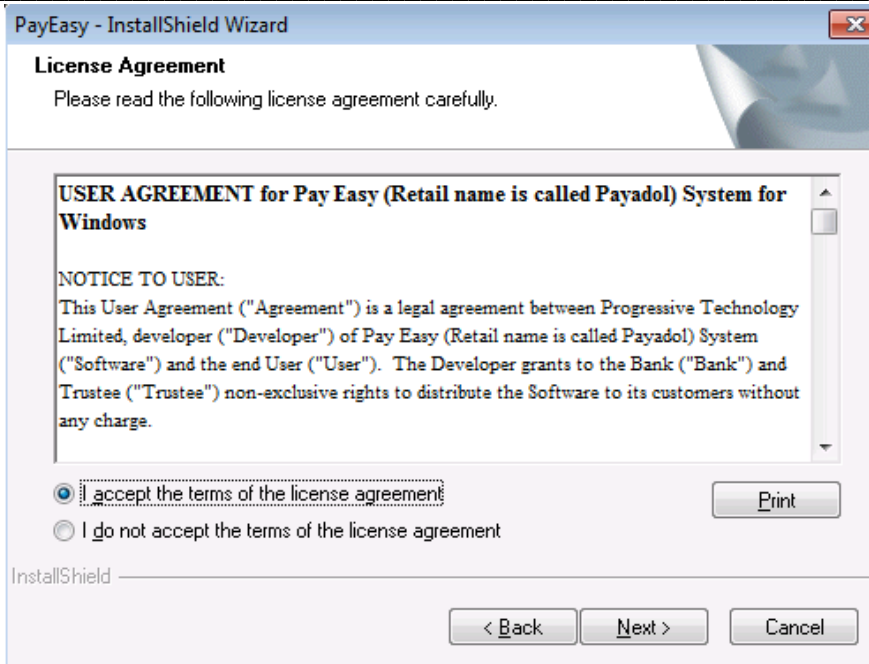 PayEasy - InstallShield Wizard
License Agreement
Please read the following license agreement carefully.
USER AGREEMENT for Pay Easy (Retail name is called Payadol) System for
Windows
NOTICE TO USER:
This User Agreement ("Agreement") is a legal agreement between Progressive Technology
Limited, developer ("Developer") of Pay Easy (Retail name is called Payadol) System
("Software") and the end User ("User").  The Developer grants to the Bank ("Bank") and
Trustee ("Trustee") non-exclusive rights to distribute the Software to its customers without
any charge.
I accept the terms of the license agreement
Print
I do not accept the terms of the license agreement
InstallShield
< Back
Next >
Cancel